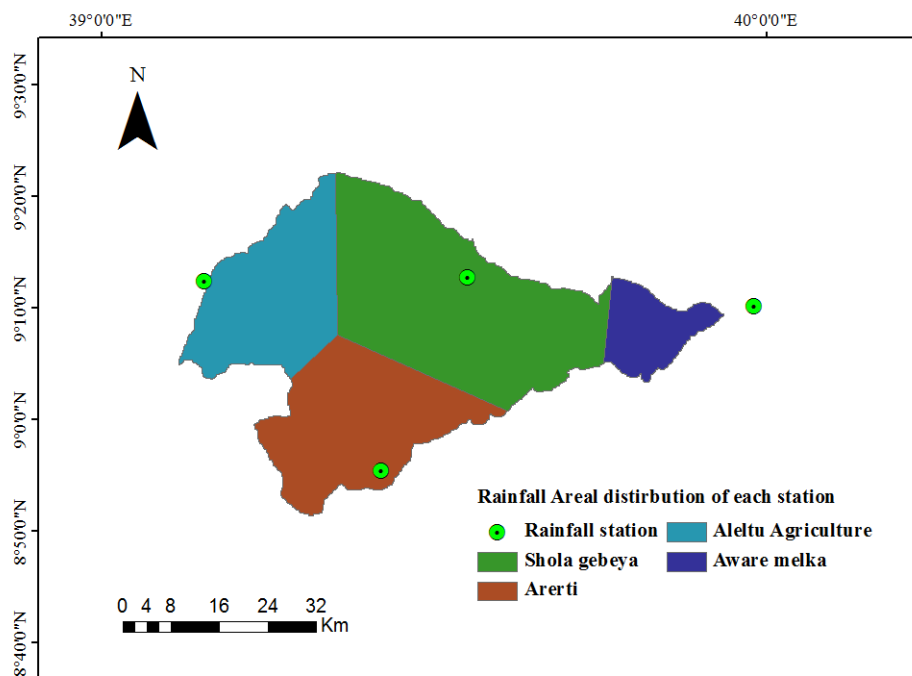 39°0'0"E
40°0'0"E
9°30'0"N
9°20'0"N
9°10'0"N
9°0'0"N
8°50'0"N
8°40'0"N
N
Rainfall Areal distirbution of each station
Rainfall station
Aleltu Agriculture
Shola gebeya
Aware melka
Arerti
0 4 8 16 24 32
Km